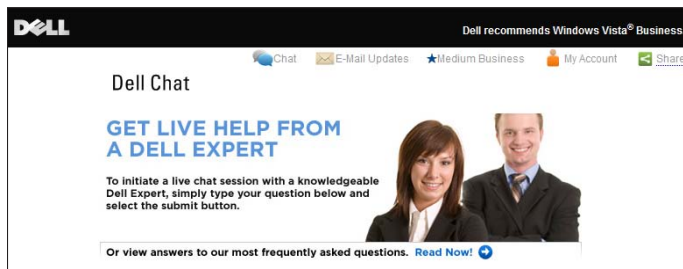 DELL
Dell recommends Windows Vista® Business
Chat E-Mail Updates ★Medium Business My Account Share
Dell Chat
GET LIVE HELP FROM
A DELL EXPERT
To initiate a live chat session with a knowledgeable
Dell Expert, simply type your question below and
select the submit button.
Or view answers to our most frequently asked questions. Read Now!